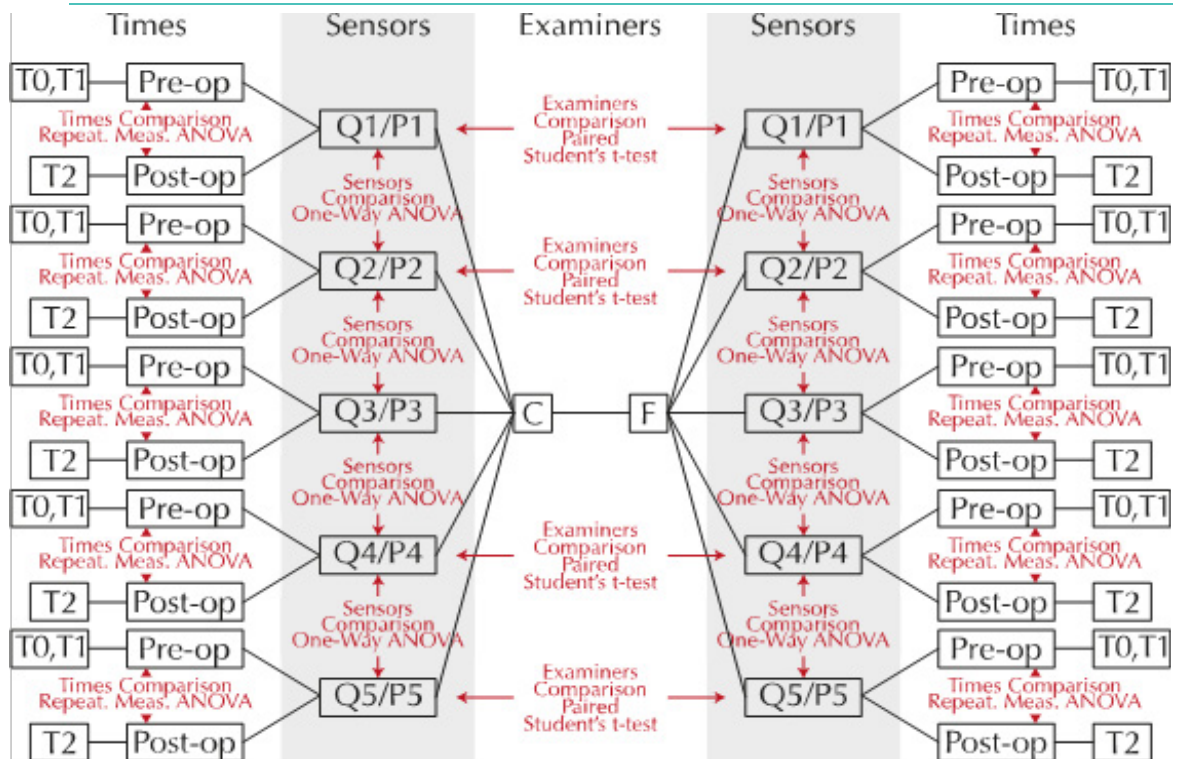 Times Sensors Examiners Sensors Times
T0,T1 Pre-op Pre-op T0,T1
Times Comparison
Repeat. Meas. ANOVA
Q1/P1
Examiners
Comparison
Paired
Student's t-test
Q1/P1
Times Comparison
Repeat. Meas. ANOVA
T2 Post-op Post-op T2
Sensors
Comparison
One-Way ANOVA
Sensors
Comparison
One-Way ANOVA
T0,T1 Pre-op Pre-op T0,T1
Times Comparison
Repeat. Meas. ANOVA
Q2/P2
Examiners
Comparison
Paired
Student's t-test
Q2/P2
Times Comparison
Repeat. Meas. ANOVA
T2 Post-op Post-op T2
Sensors
Comparison
One-Way ANOVA
Sensors
Comparison
One-Way ANOVA
T0,T1 Pre-op Pre-op T0,T1
Times Comparison
Repeat. Meas. ANOVA
Q3/P3 C F Q3/P3
Times Comparison
Repeat. Meas. ANOVA
T2 Post-op Post-op T2
Sensors
Comparison
One-Way ANOVA
Sensors
Comparison
One-Way ANOVA
T0,T1 Pre-op Pre-op T0,T1
Times Comparison
Repeat. Meas. ANOVA
Q4/P4
Examiners
Comparison
Paired
Student's t-test
Q4/P4
Times Comparison
Repeat. Meas. ANOVA
T2 Post-op Post-op T2
Sensors
Comparison
One-Way ANOVA
Sensors
Comparison
One-Way ANOVA
T0,T1 Pre-op Pre-op T0,T1
Times Comparison
Repeat. Meas. ANOVA
Q5/P5
Examiners
Comparison
Paired
Student's t-test
Q5/P5
Times Comparison
Repeat. Meas. ANOVA
T2 Post-op Post-op T2